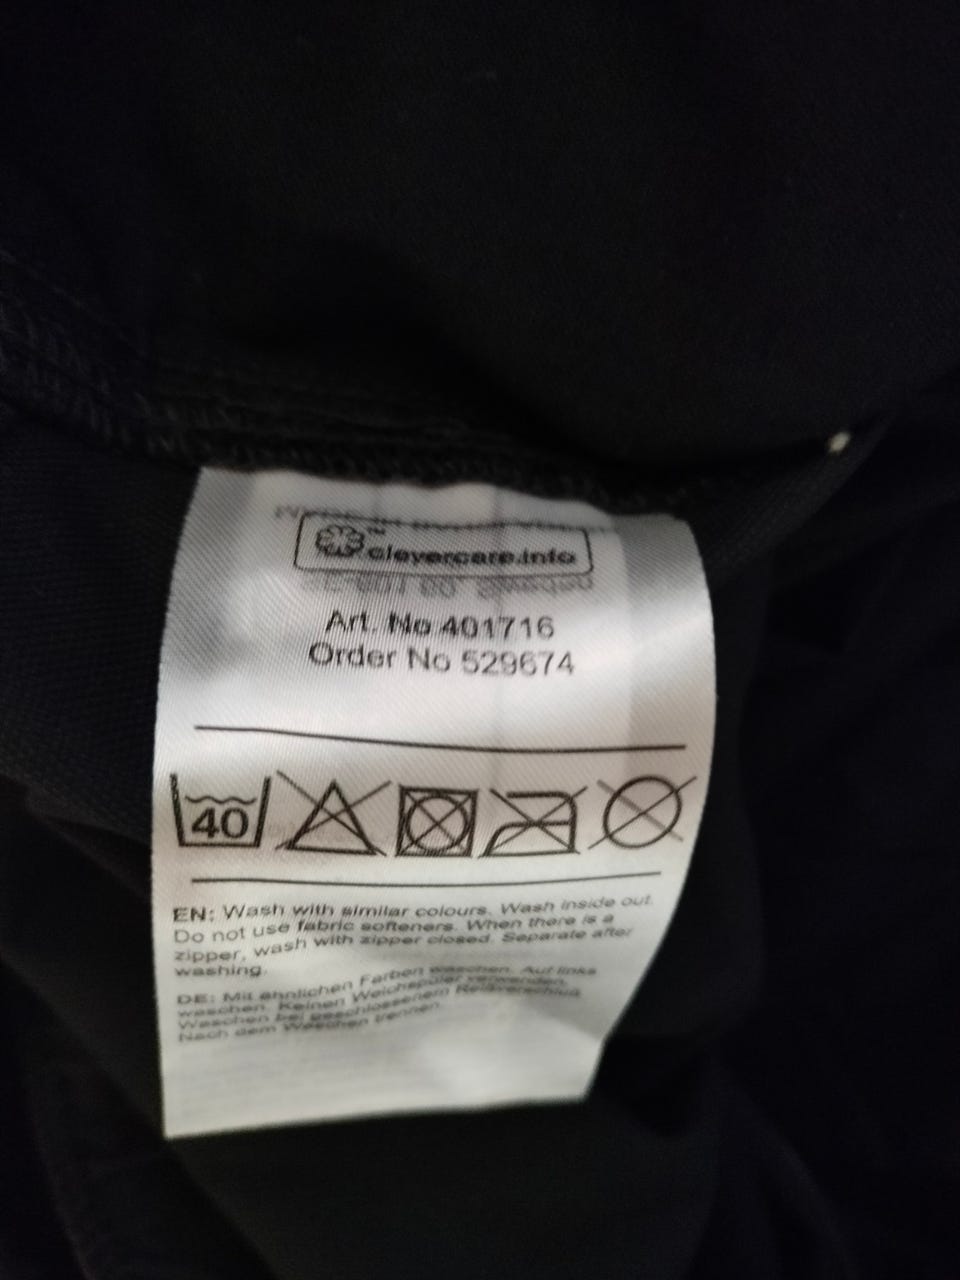 clevercare.info
Art. No 401716
Order No 529674
40
EN: Wash with similar colours. Wash inside out.
Do not use fabric softeners. When there is a
zipper, wash with zipper closed. Separate after
washing.
DE: Mit ähnlichen Farben waschen. Auf links
waschen. Keinen Weichspüler verwenden.
Waschen bei geschlossenem Reißverschluß
Nach dem Waschen trennen.